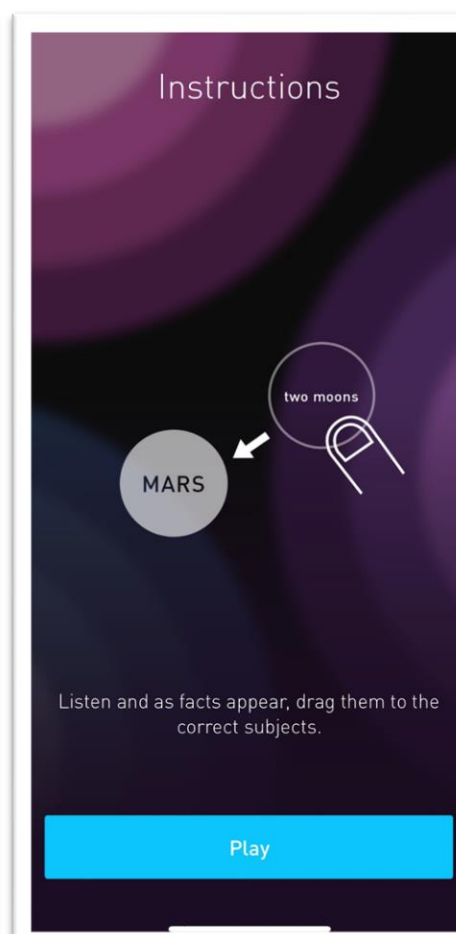 Instructions
two moons
MARS
Listen and as facts appear, drag them to the
correct subjects.
Play